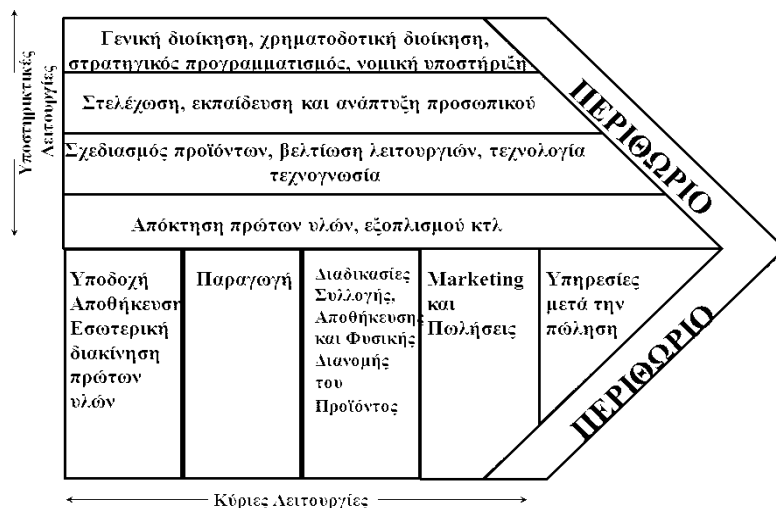 Υποστηρικτικές
Λειτουργίες
Γενική διοίκηση, χρηματοδοτική διοίκηση,
στρατηγικός προγραμματισμός, νομική υποστήριξη
Στελέχωση, εκπαίδευση και ανάπτυξη προσωπικού
Σχεδιασμός προϊόντων, βελτίωση λειτουργιών, τεχνολογία
τεχνογνωσία
Απόκτηση πρώτων υλών, εξοπλισμού κτλ
ΠΕΡΙΘΩΡΙΟ
Υποδοχή
Αποθήκευση
Εσωτερική
διακίνηση
πρώτων
υλών
Παραγωγή
Διαδικασίες
Συλλογής,
Αποθήκευσης
και Φυσικής
Διανομής
του
Προϊόντος
Marketing
και
Πωλήσεις
Υπηρεσίες
μετά την
πώληση
ΠΕΡΙΘΩΡΙΟ
Κύριες Λειτουργίες